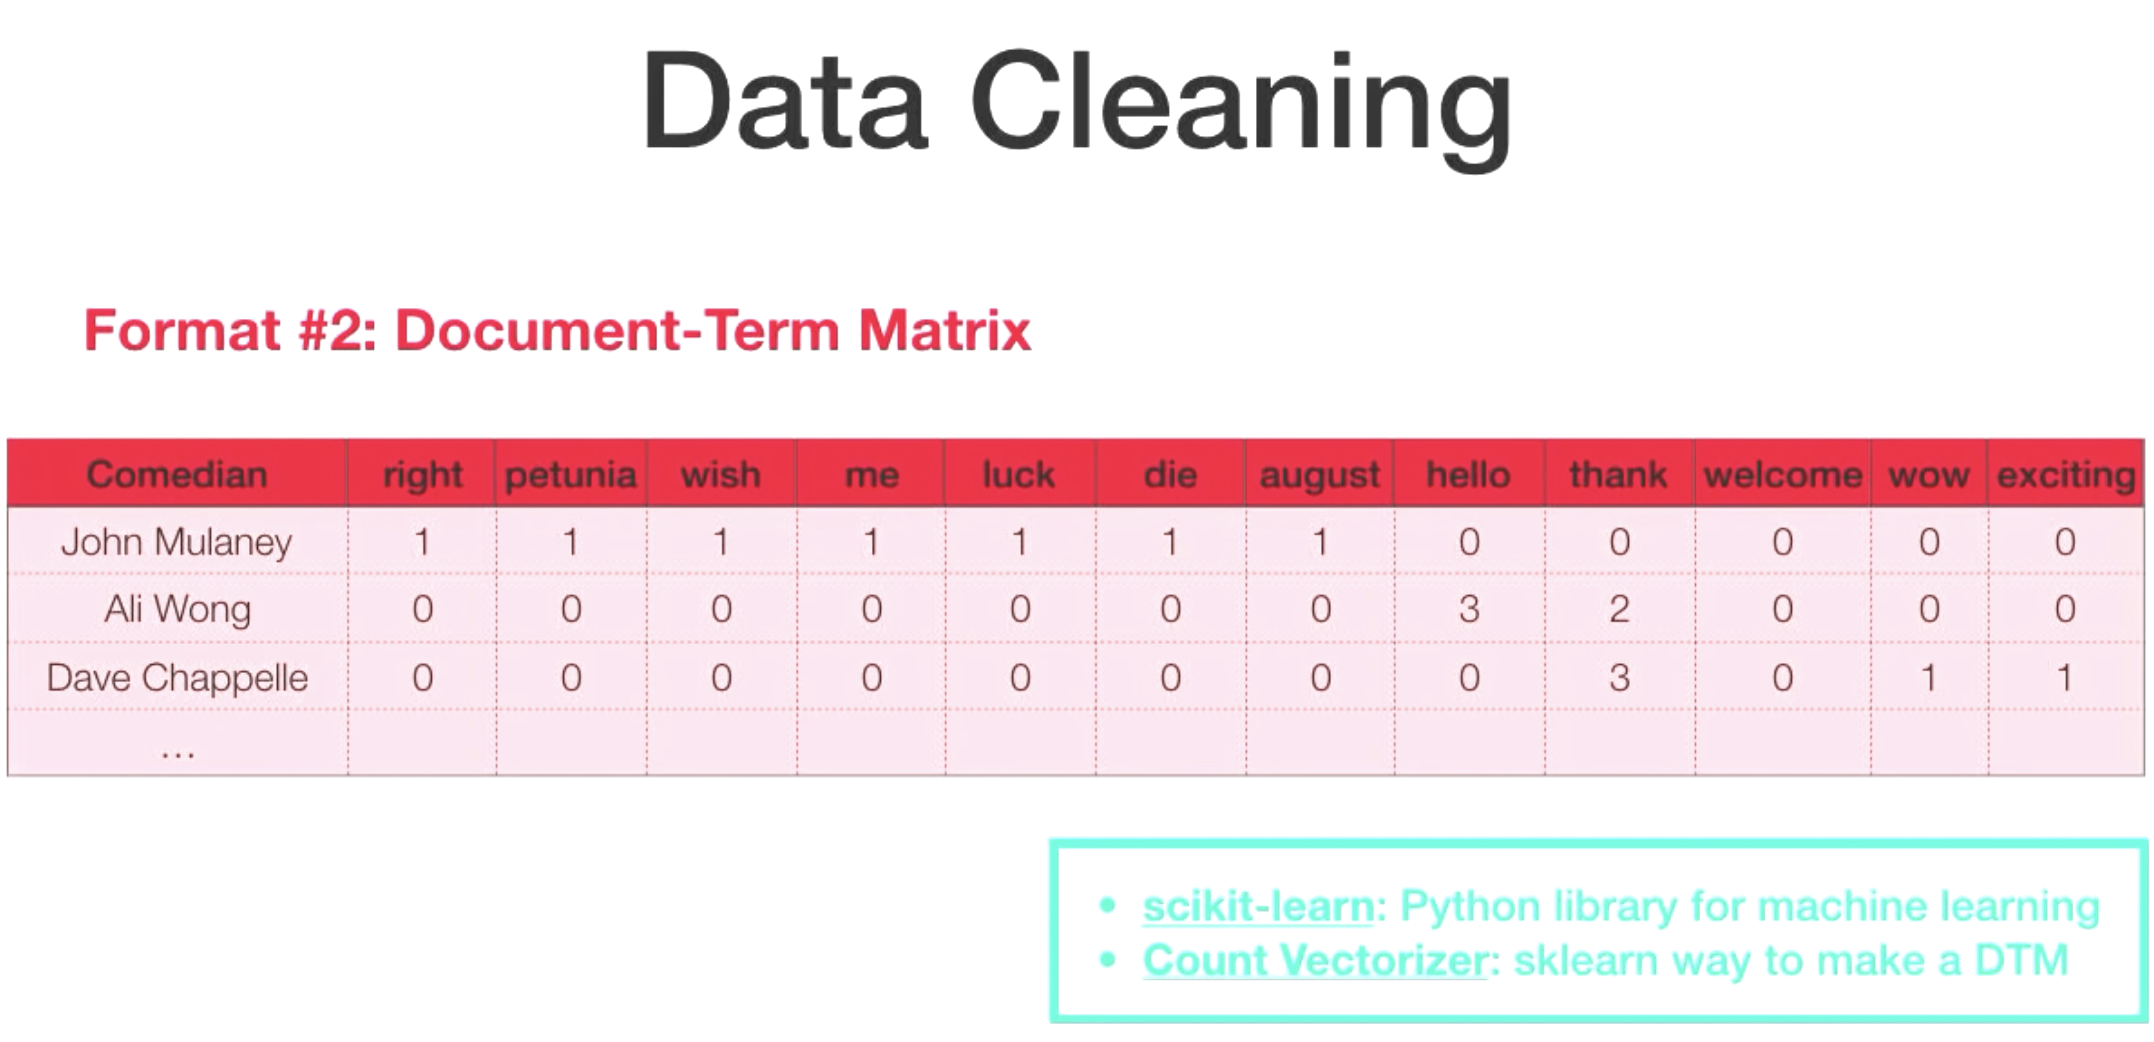 Data Cleaning
Format #2: Document-Term Matrix
Comedian right petunia wish me luck die august hello thank welcome wow exciting
John Mulaney 1 1 1 1 1 1 1 0 0 0 0 0
Ali Wong 0 0 0 0 0 0 0 3 2 0 0 0
Dave Chappelle 0 0 0 0 0 0 0 0 3 0 1 1
...
• scikit-learn: Python library for machine learning
• Count Vectorizer: sklearn way to make a DTM